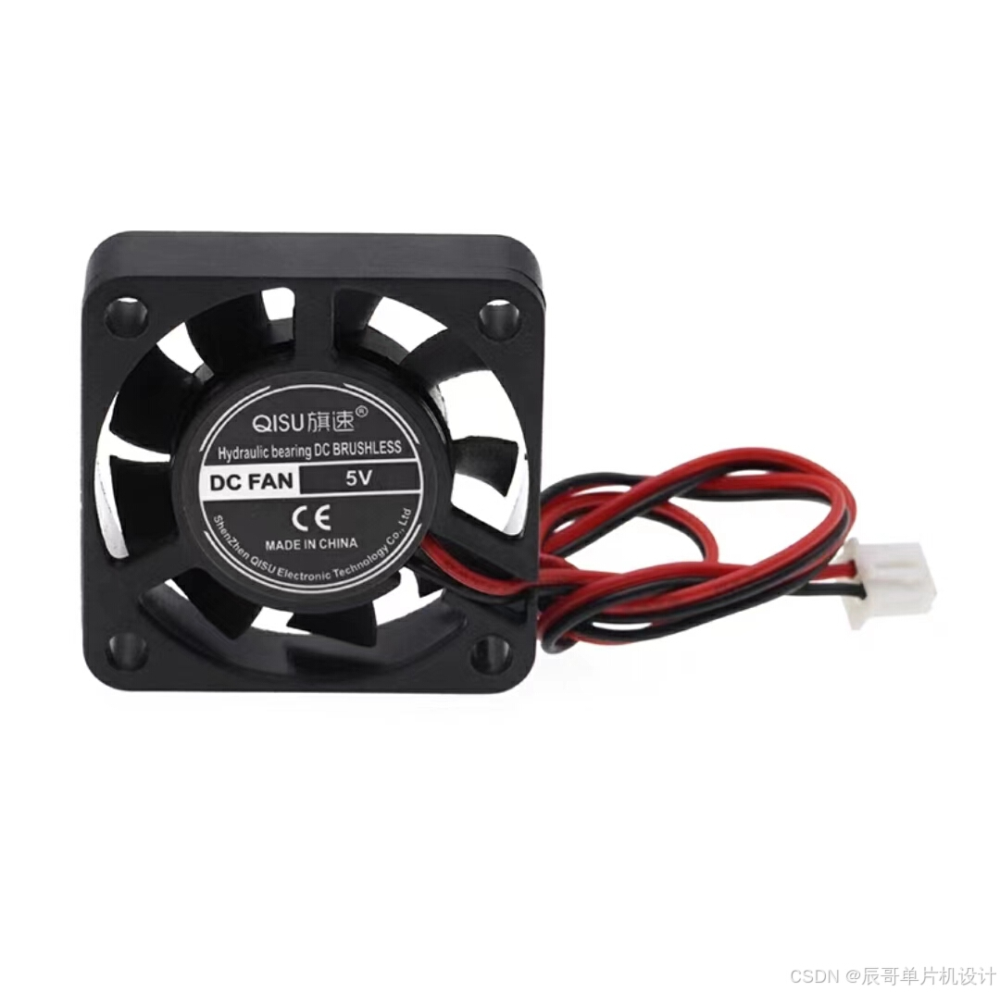 QISU旗速®
Hydraulic bearing DC BRUSHLESS
DC FAN 5V
CE
MADE IN CHINA
ShenZhen QISU Electronic Technology Co., Ltd
CSDN @辰哥单片机设计